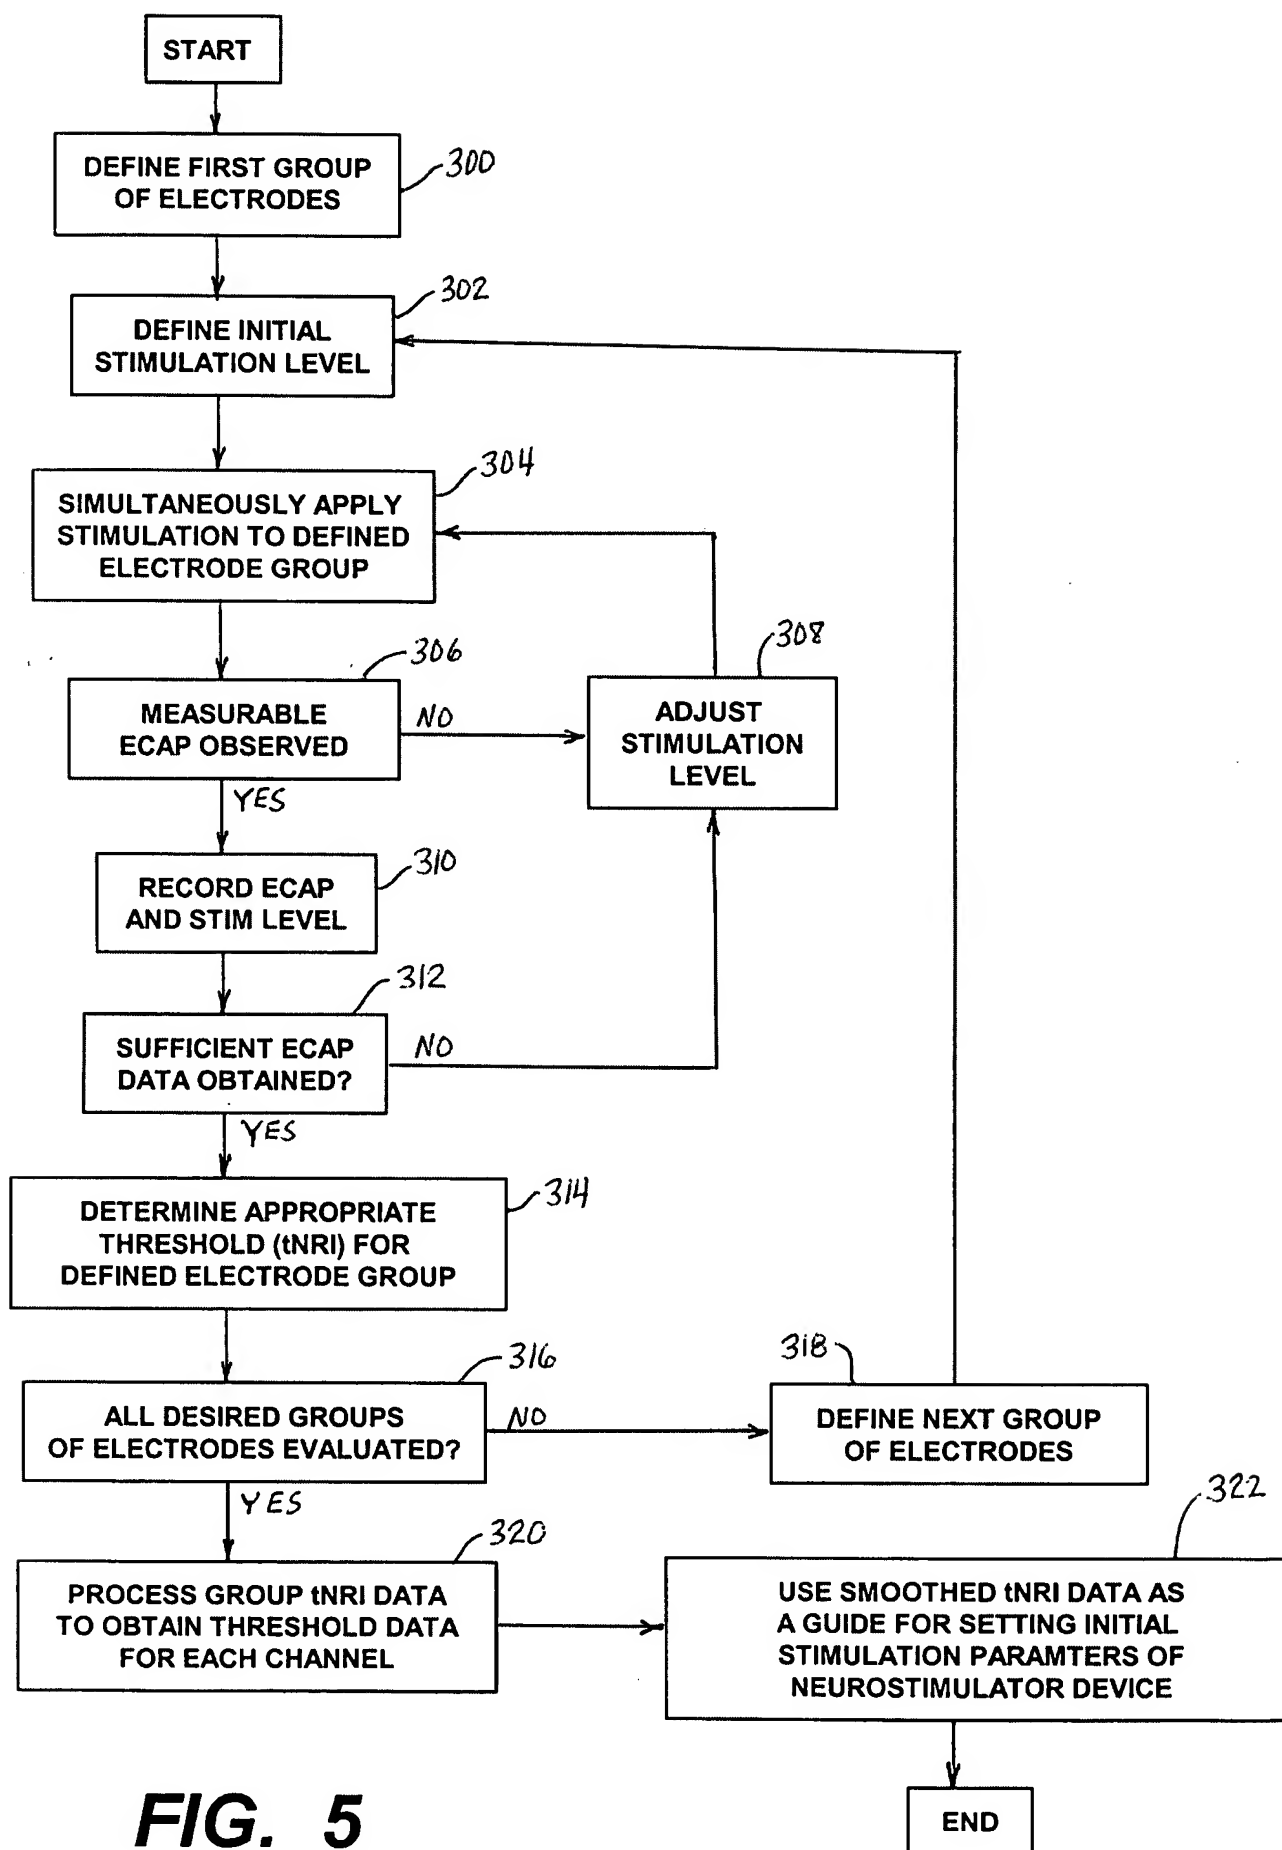 START
DEFINE FIRST GROUP
OF ELECTRODES
300
DEFINE INITIAL
STIMULATION LEVEL
302
SIMULTANEOUSLY APPLY
STIMULATION TO DEFINED
ELECTRODE GROUP
304
MEASURABLE
ECAP OBSERVED
306
NO
ADJUST
STIMULATION
LEVEL
308
YES
RECORD ECAP
AND STIM LEVEL
310
SUFFICIENT ECAP
DATA OBTAINED?
312
NO
YES
DETERMINE APPROPRIATE
THRESHOLD (tNRI) FOR
DEFINED ELECTRODE GROUP
314
ALL DESIRED GROUPS
OF ELECTRODES EVALUATED?
316
NO
DEFINE NEXT GROUP
OF ELECTRODES
318
YES
PROCESS GROUP tNRI DATA
TO OBTAIN THRESHOLD DATA
FOR EACH CHANNEL
320
USE SMOOTHED tNRI DATA AS
A GUIDE FOR SETTING INITIAL
STIMULATION PARAMTERS OF
NEUROSTIMULATOR DEVICE
322
END
FIG. 5